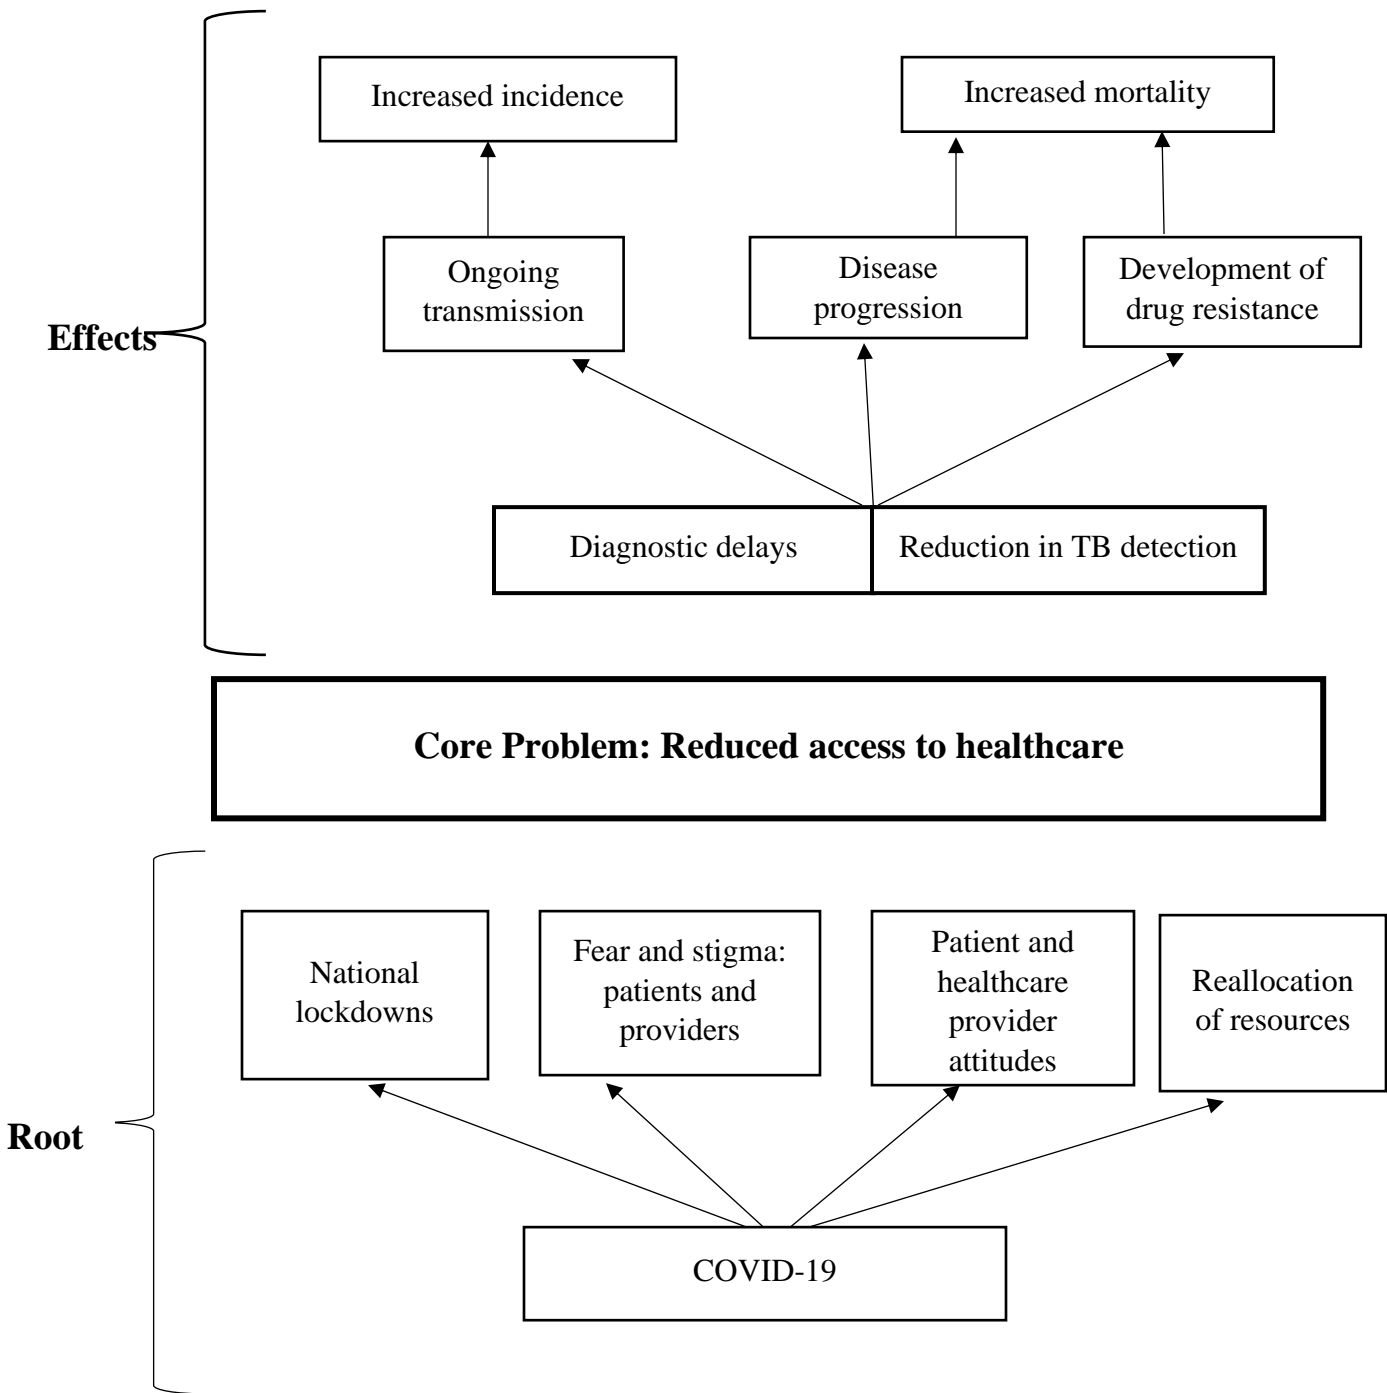 Increased incidence
Increased mortality
Ongoing
transmission
Disease
progression
Development of
drug resistance
Effects
Diagnostic delays
Reduction in TB detection
Core Problem: Reduced access to healthcare
National
lockdowns
Fear and stigma:
patients and
providers
Patient and
healthcare
provider
attitudes
Reallocation
of resources
Root
COVID-19